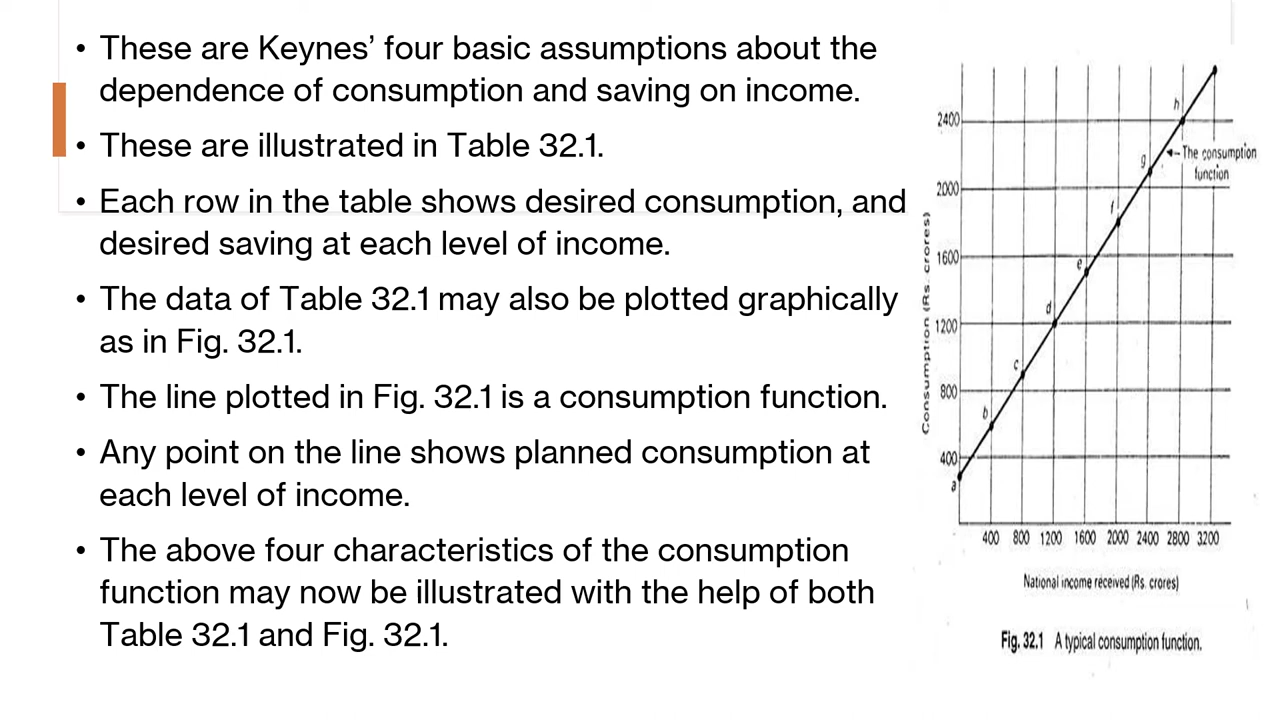 • These are Keynes’ four basic assumptions about the
dependence of consumption and saving on income.
• These are illustrated in Table 32.1.
• Each row in the table shows desired consumption, and
desired saving at each level of income.
• The data of Table 32.1 may also be plotted graphically
as in Fig. 32.1.
• The line plotted in Fig. 32.1 is a consumption function.
• Any point on the line shows planned consumption at
each level of income.
• The above four characteristics of the consumption
function may now be illustrated with the help of both
Table 32.1 and Fig. 32.1.
Consumption (Rs. crores)
2400
2000
1600
1200
800
400
h
g
f
e
d
c
b
a
The consumption
function
400 800 1200 1600 2000 2400 2800 3200
National income received (Rs. crores)
Fig. 32.1 A typical consumption function.